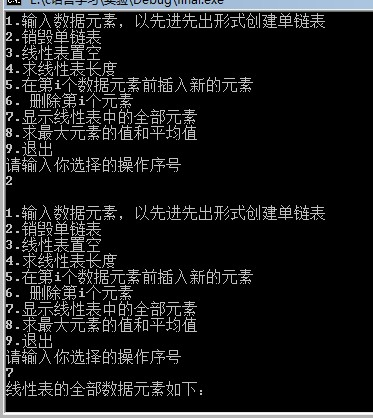 E:\c语言学习\实验\Debug\final.exe
1.输入数据元素，以先进先出形式创建单链表
2.销毁单链表
3.线性表置空
4.求线性表长度
5.在第i个数据元素前插入新的元素
6. 删除第i个元素
7.显示线性表中的全部元素
8.求最大元素的值和平均值
9.退出
请输入你选择的操作序号
2
1.输入数据元素，以先进先出形式创建单链表
2.销毁单链表
3.线性表置空
4.求线性表长度
5.在第i个数据元素前插入新的元素
6. 删除第i个元素
7.显示线性表中的全部元素
8.求最大元素的值和平均值
9.退出
请输入你选择的操作序号
7
线性表的全部数据元素如下：